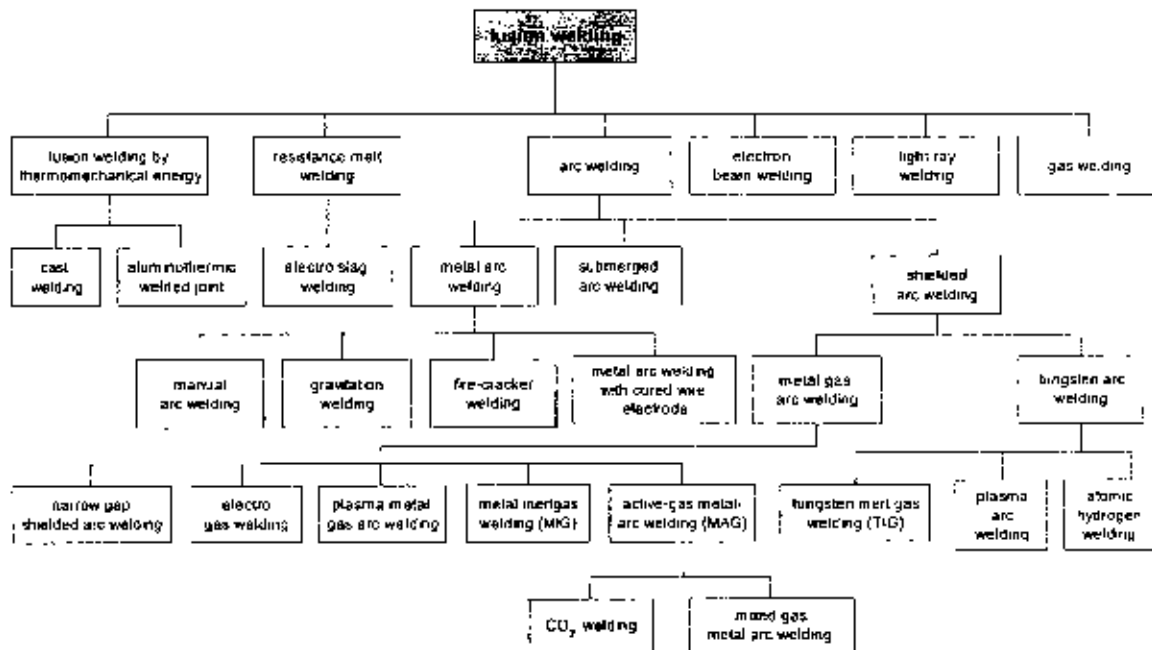 fusion welding
fusion welding by
thermomechanical energy
resistance melt
welding
arc welding
electron
beam welding
light ray
welding
gas welding
cast
welding
aluminothermic
welded joint
electro slag
welding
metal arc
welding
submerged
arc welding
shielded
arc welding
manual
arc welding
gravitation
welding
fire-cracker
welding
metal arc welding
with cored wire
electrode
metal gas
arc welding
tungsten arc
welding
narrow gap
shielded arc welding
electro
gas welding
plasma metal
gas arc welding
metal inertgas
welding (MIG)
active-gas metal-
arc welding (MAG)
tungsten inert-gas
welding (TIG)
plasma
arc
welding
atomic
hydrogen
welding
CO₂ welding
mixed gas
metal arc welding